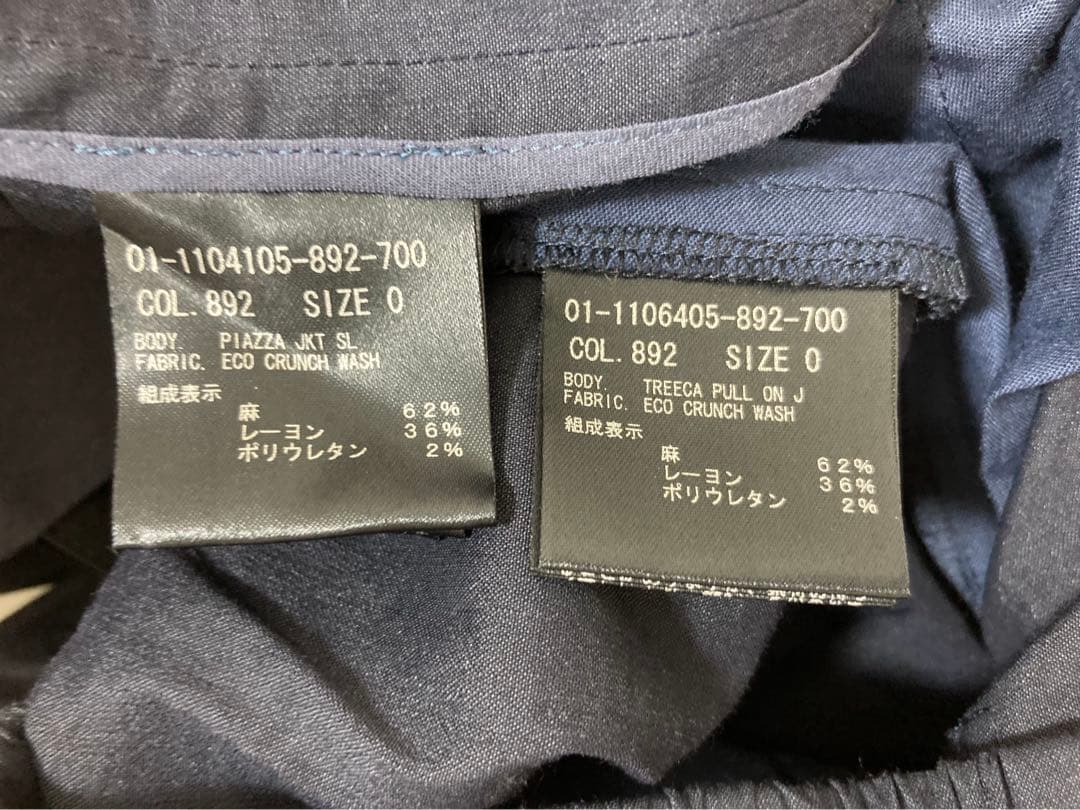 01-1104105-892-700
COL. 892 SIZE 0
BODY. PIAZZA JKT SL
FABRIC. ECO CRUNCH WASH
組成表示
麻 62%
レーヨン 36%
ポリウレタン 2%
01-1106405-892-700
COL. 892 SIZE 0
BODY. TREECA PULL ON J
FABRIC. ECO CRUNCH WASH
組成表示
麻 62%
レーヨン 36%
ポリウレタン 2%